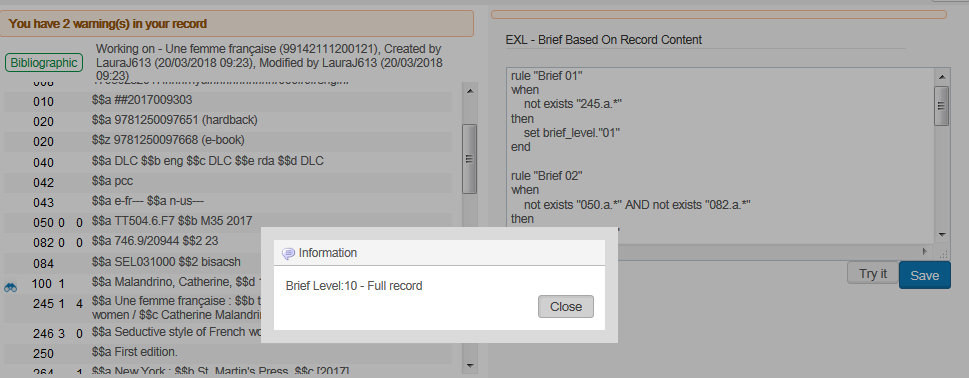 You have 2 warning(s) in your record
Bibliographic
Working on - Une femme française (99142111200121), Created by
LauraJ613 (20/03/2018 09:23), Modified by LauraJ613 (20/03/2018
09:23)
010 $$a ##2017009303
020 $$a 9781250097651 (hardback)
020 $$z 9781250097668 (e-book)
040 $$a DLC $$b eng $$c DLC $$e rda $$d DLC
042 $$a pcc
043 $$a e-fr--- $$a n-us---
050 0 0 $$a TT504.6.F7 $$b M35 2017
082 0 0 $$a 746.9/20944 $$2 23
084 $$a SEL031000 $$2 bisacsh
100 1 $$a Malandrino, Catherine, $$d
245 1 4 $$a Une femme française : $$b
women / $$c Catherine Malandri
246 3 0 $$a Seductive style of French
250 $$a First edition.
264 1 $$a New York : $$b St. Martin's Press, $$c [2017]
EXL - Brief Based On Record Content
rule "Brief 01"
when
not exists "245.a.*"
then
set brief_level."01"
end
rule "Brief 02"
when
not exists "050.a.*" AND not exists "082.a.*"
then
Try it
Save
Information
Brief Level:10 - Full record
Close